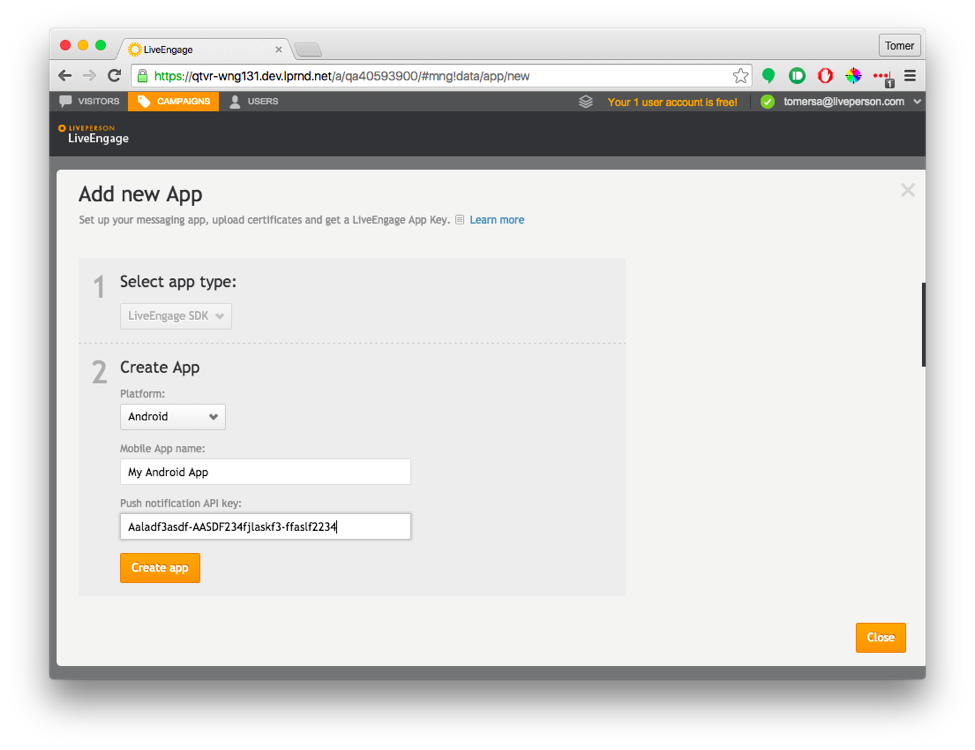 LiveEngage
Tomer
https://qtvr-wng131.dev.lprnd.net/a/qa40593900/#mng!data/app/new
1
VISITORS
CAMPAIGNS
USERS
Your 1 user account is free!
tomersa@liveperson.com
LIVEPERSON
LiveEngage
Add new App
Set up your messaging app, upload certificates and get a LiveEngage App Key. Learn more
1 Select app type:
LiveEngage SDK
2 Create App
Platform:
Android
Mobile App name:
My Android App
Push notification API key:
Aaladf3asdf-AASDF234fjlaskf3-ffaslf2234
Create app
Close